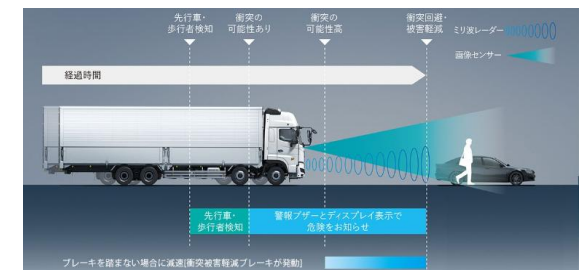 先行車・
歩行者検知
衝突の
可能性あり
衝突の
可能性高
衝突回避・
被害軽減
ミリ波レーダー
画像センサー
経過時間
先行車・
歩行者検知
警報ブザーとディスプレイ表示で
危険をお知らせ
ブレーキを踏まない場合に減速[衝突被害軽減ブレーキが発動]